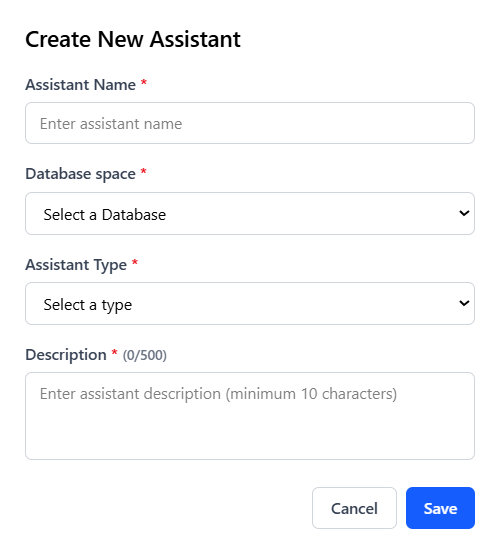 Create New Assistant
Assistant Name *
Enter assistant name
Database space *
Select a Database
Assistant Type *
Select a type
Description * (0/500)
Enter assistant description (minimum 10 characters)
Cancel Save